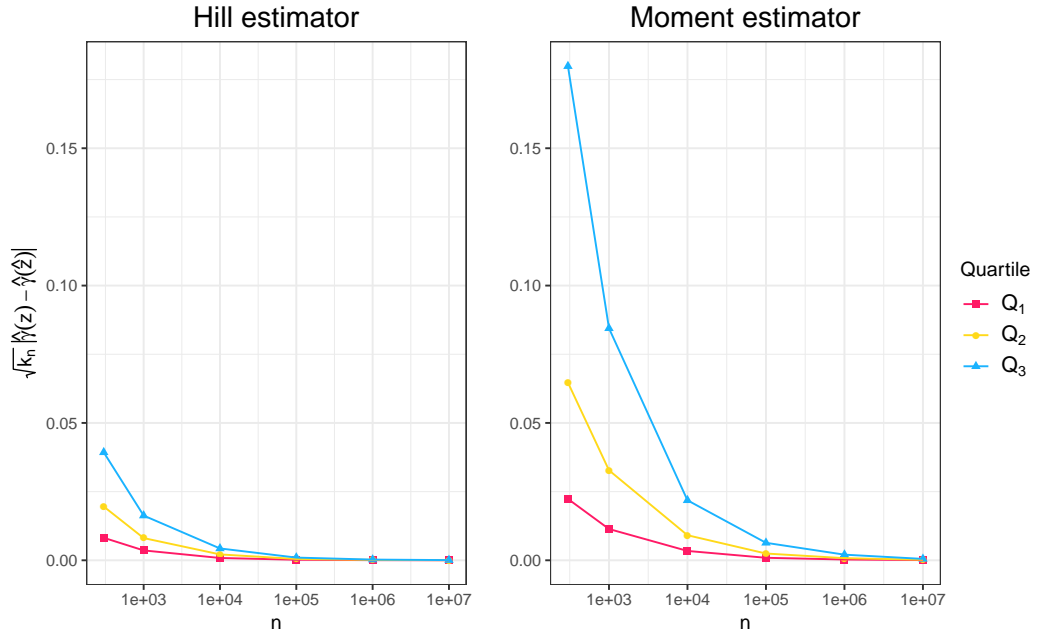 Hill estimator
Moment estimator
0.15
0.10
0.05
0.00
1e+03 1e+04 1e+05 1e+06 1e+07
n
√kₙ |γ̂(z) − γ̂(ẑ)|
0.15
0.10
0.05
0.00
1e+03 1e+04 1e+05 1e+06 1e+07
n
Quartile
Q₁
Q₂
Q₃